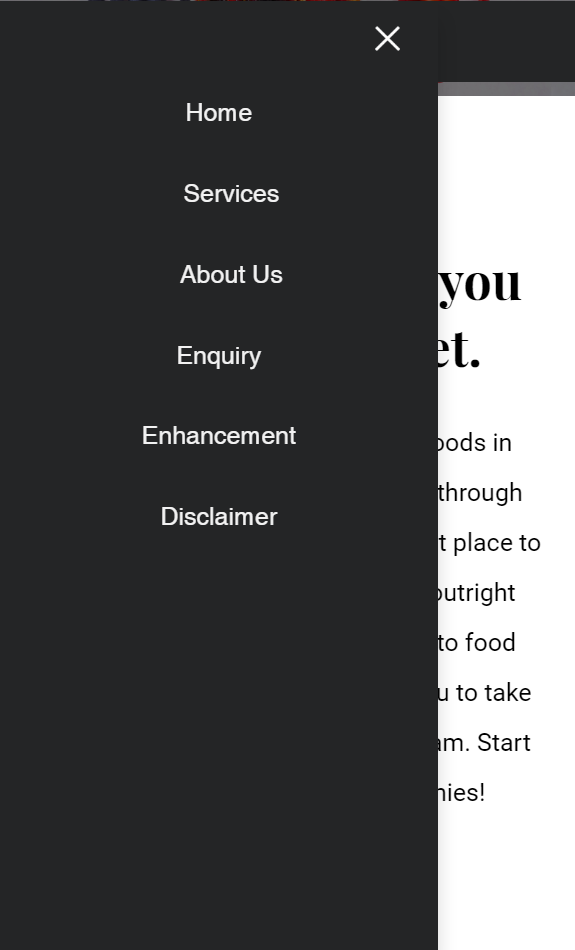 Home
Services
About Us
Enquiry
Enhancement
Disclaimer
you
et.
oods in
through
t place to
outright
to food
u to take
am. Start
nies!